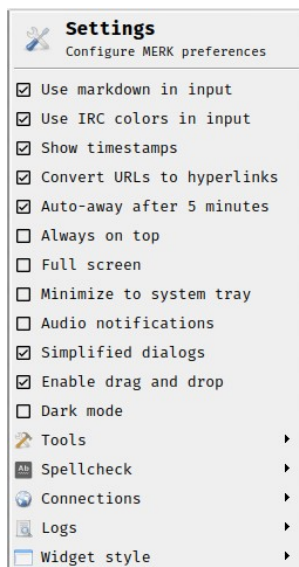 Settings
Configure MERK preferences
Use markdown in input
Use IRC colors in input
Show timestamps
Convert URLs to hyperlinks
Auto-away after 5 minutes
Always on top
Full screen
Minimize to system tray
Audio notifications
Simplified dialogs
Enable drag and drop
Dark mode
Tools
Ab Spellcheck
Connections
Logs
Widget style